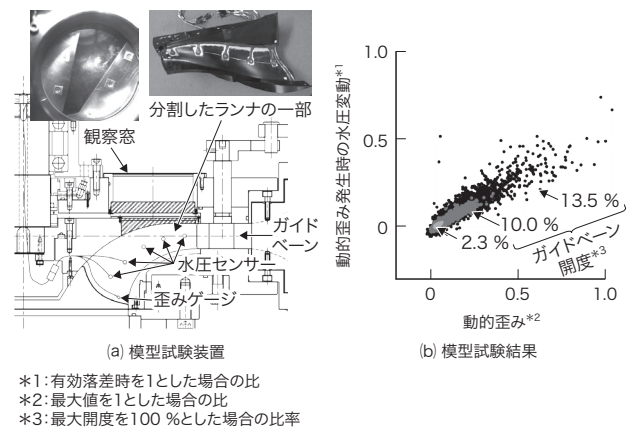 分割したランナの一部
観察窓
ガイド
ベーン
水圧センサー
歪みゲージ
(a) 模型試験装置
動的歪み発生時の水圧変動*1
1.0
0.5
0
13.5 %
10.0 %
2.3 %
ガイドベーン
開度*3
0
0.5
1.0
動的歪み*2
(b) 模型試験結果
*1:有効落差時を1とした場合の比
*2:最大値を1とした場合の比
*3:最大開度を100 %とした場合の比率